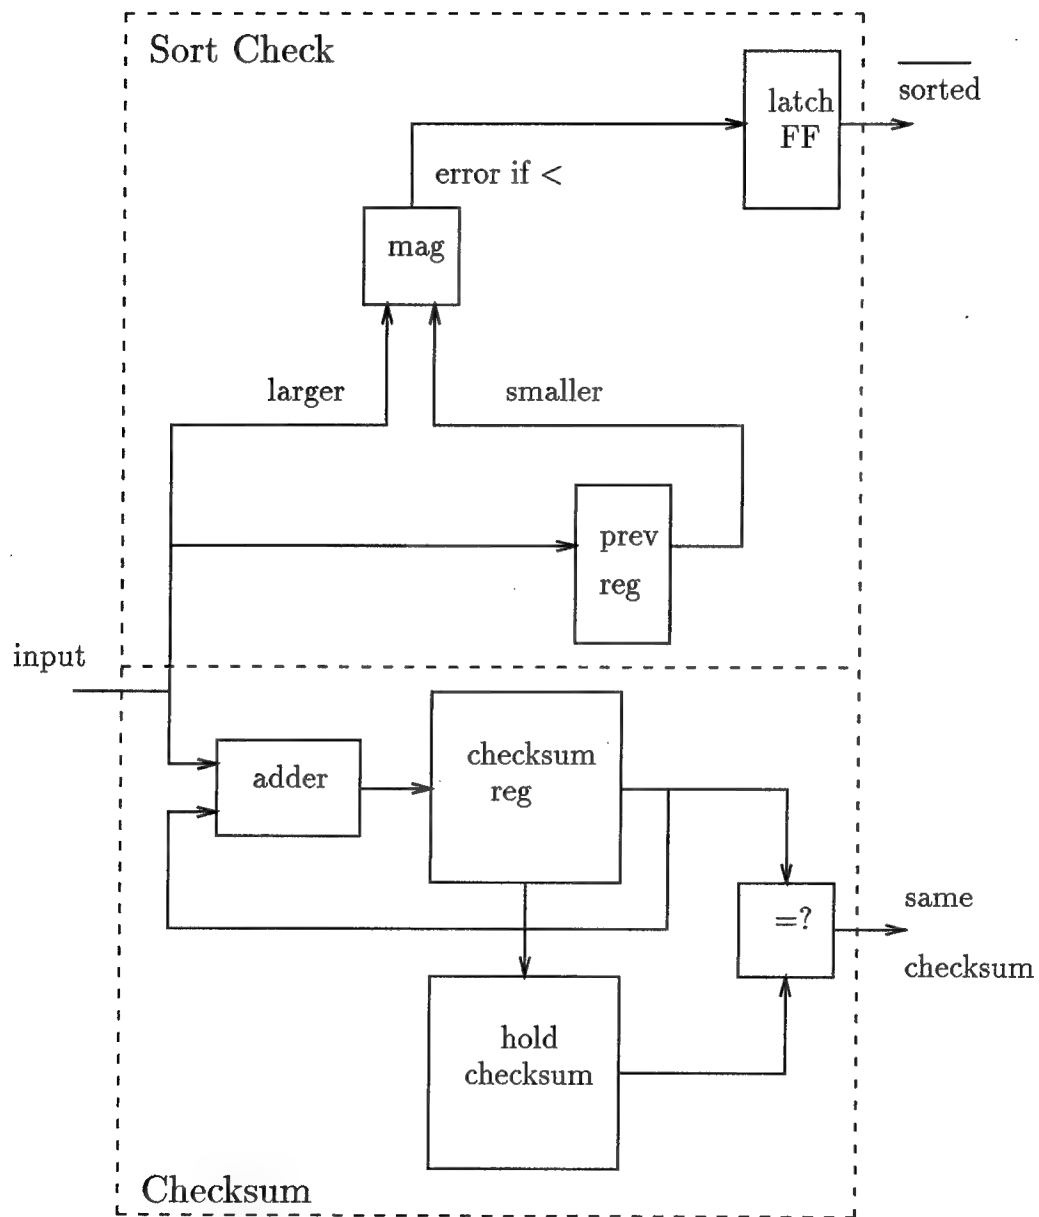 Sort Check
latch
FF
sorted
error if <
mag
larger
smaller
prev
reg
input
checksum
reg
adder
=?
same
checksum
hold
checksum
Checksum